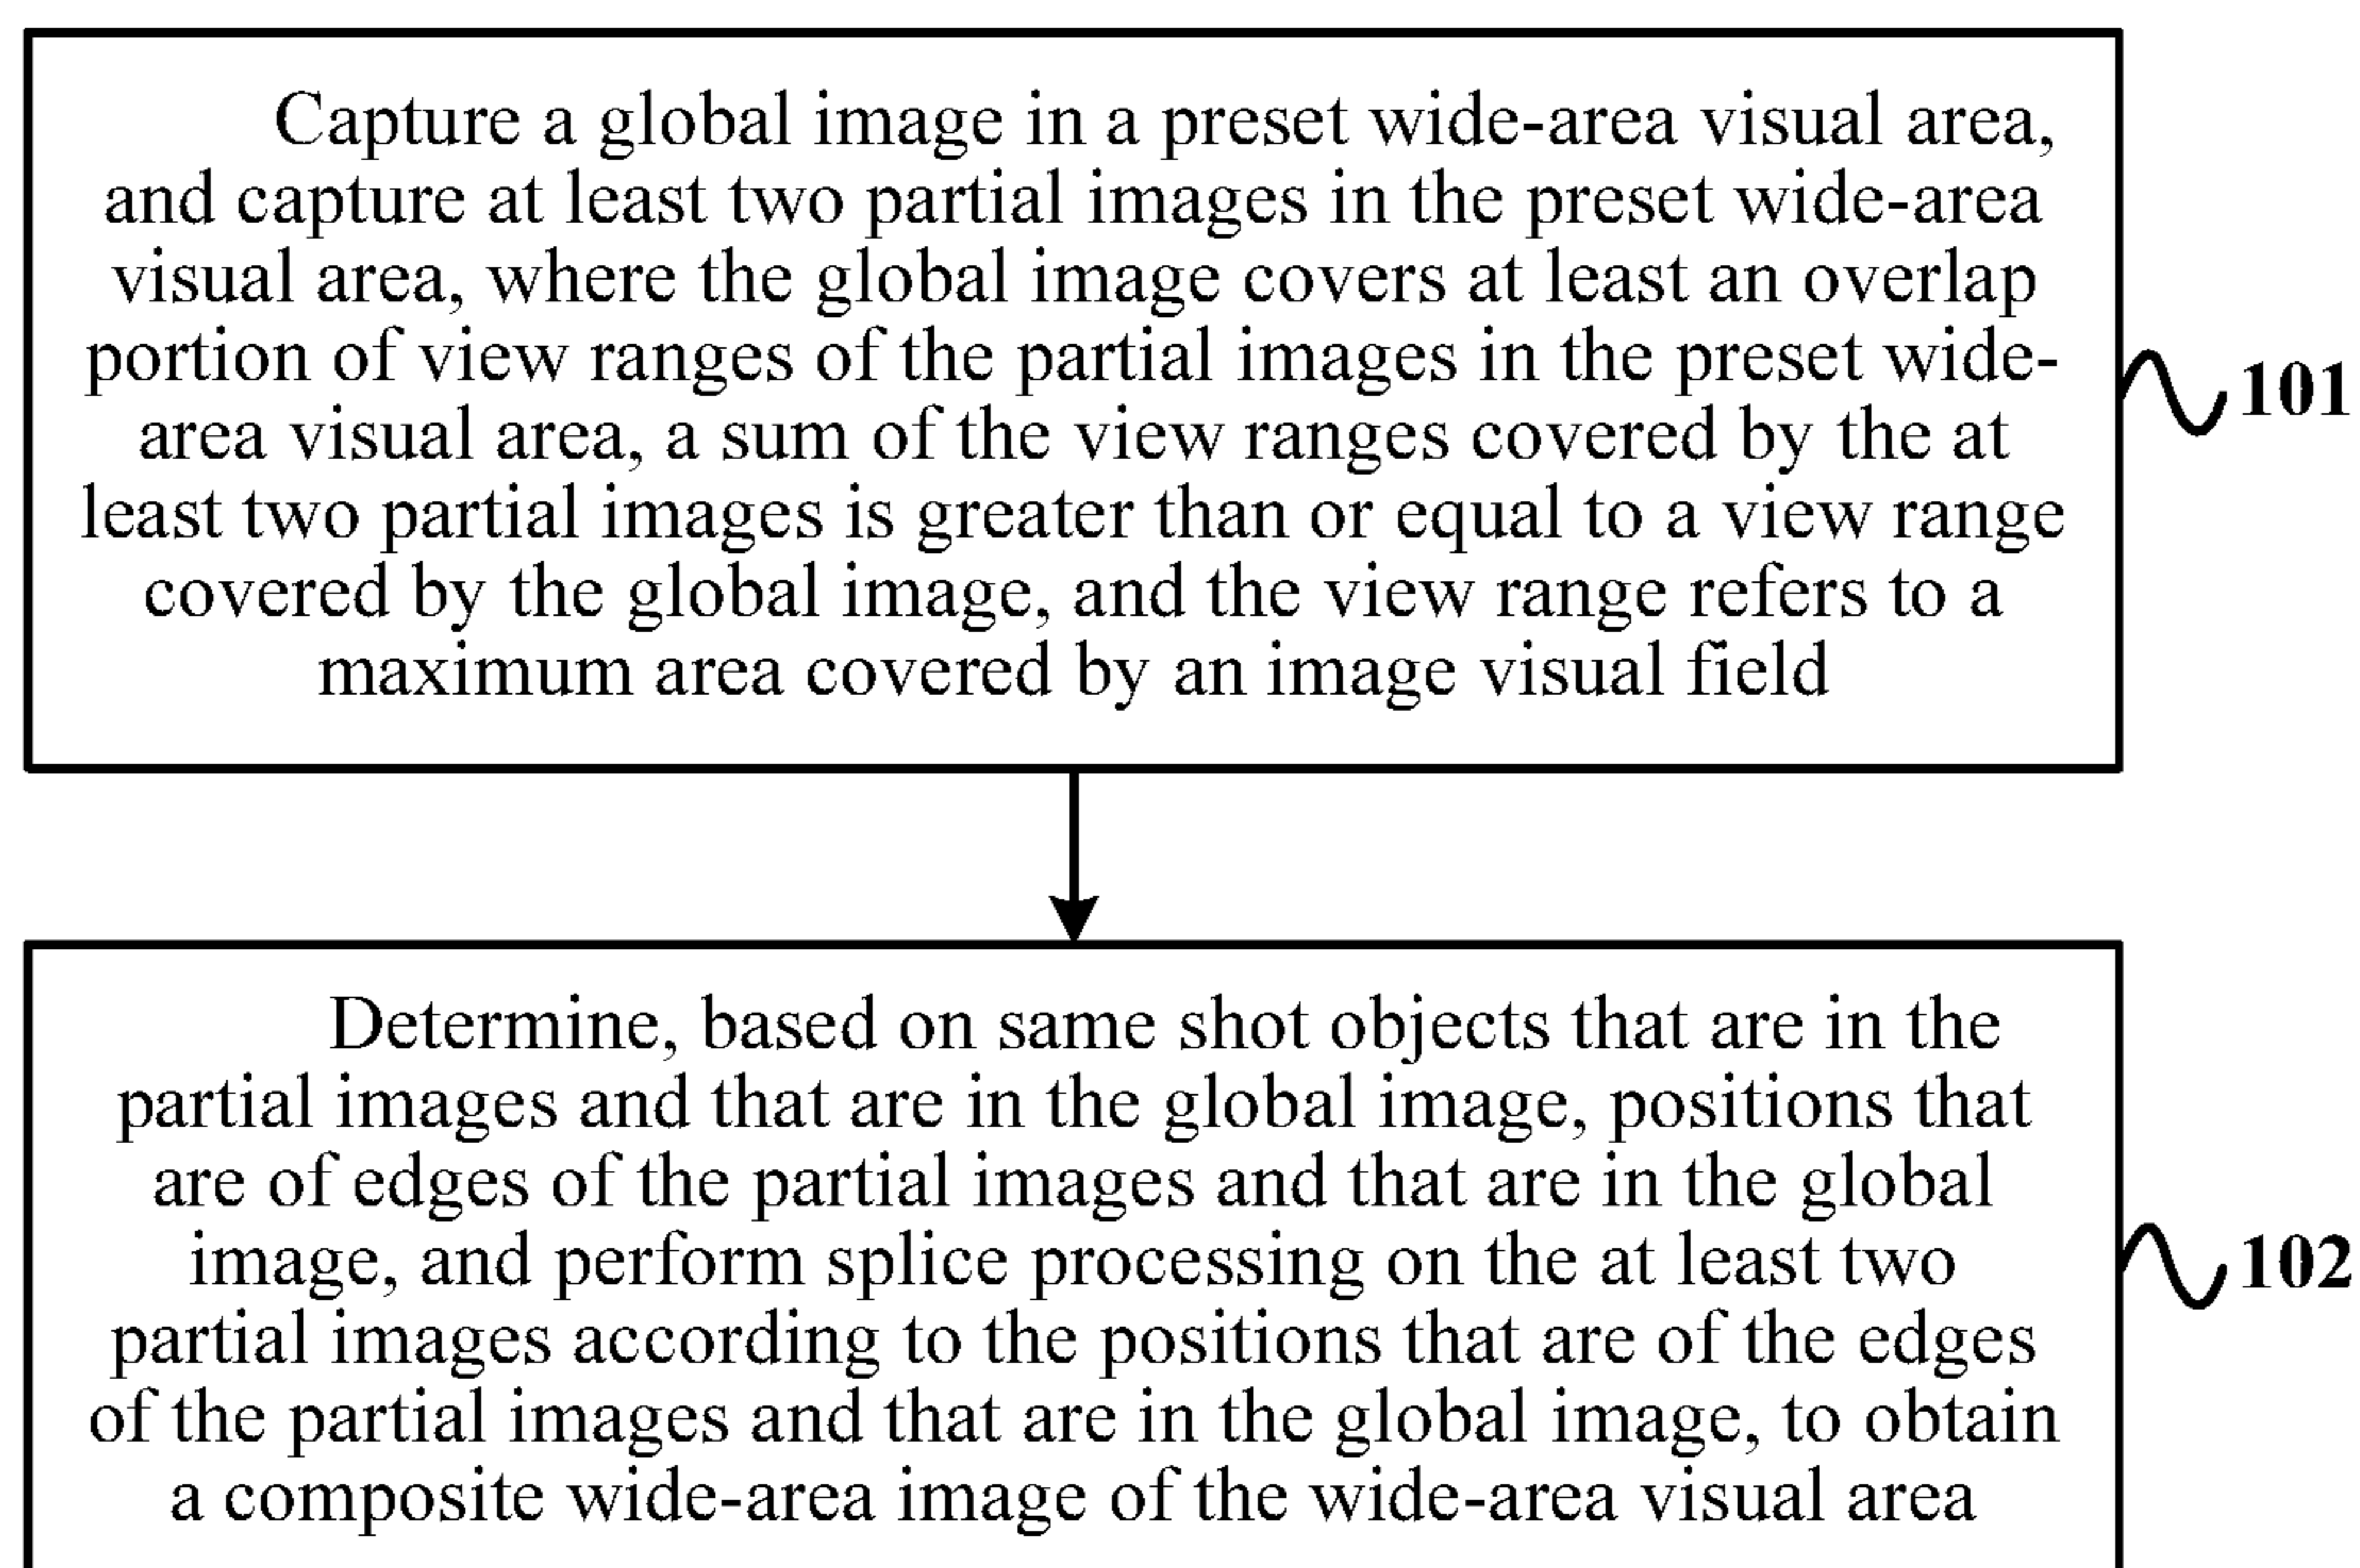 Capture a global image in a preset wide-area visual area,
and capture at least two partial images in the preset wide-area
visual area, where the global image covers at least an overlap
portion of view ranges of the partial images in the preset wide-
area visual area, a sum of the view ranges covered by the at
least two partial images is greater than or equal to a view range
covered by the global image, and the view range refers to a
maximum area covered by an image visual field
101
Determine, based on same shot objects that are in the
partial images and that are in the global image, positions that
are of edges of the partial images and that are in the global
image, and perform splice processing on the at least two
partial images according to the positions that are of the edges
of the partial images and that are in the global image, to obtain
a composite wide-area image of the wide-area visual area
102